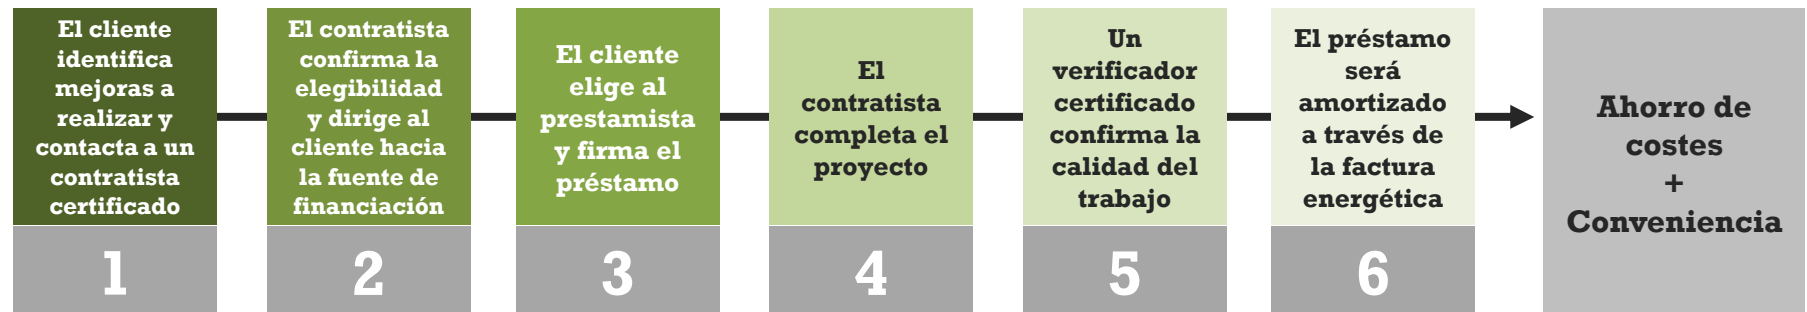 El cliente
identifica
mejoras a
realizar y
contacta a un
contratista
certificado
1
El contratista
confirma la
elegibilidad
y dirige al
cliente hacia
la fuente de
financiación
2
El cliente
elige al
prestamista
y firma el
préstamo
3
El
contratista
completa el
proyecto
4
Un
verificador
certificado
confirma la
calidad del
trabajo
5
El préstamo
será
amortizado
a través de
la factura
energética
6
Ahorro de
costes
+
Conveniencia